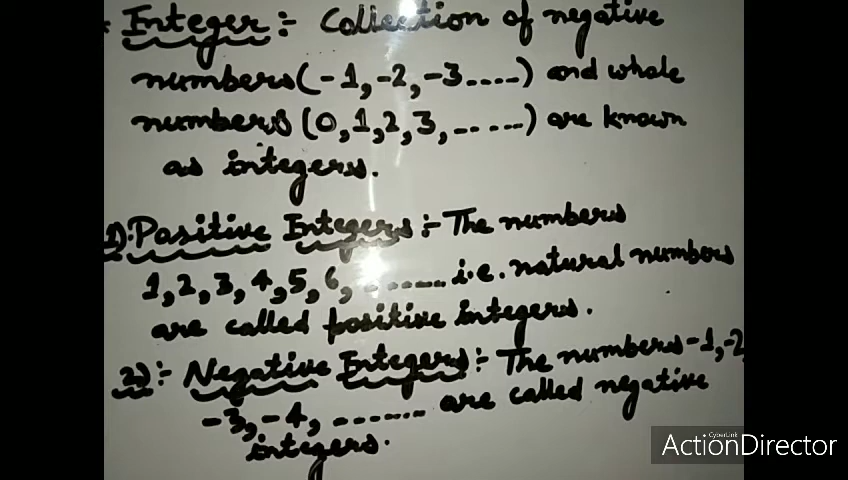 Integer :- Collection of negative
numbers (-1, -2, -3 ....) and whole
numbers (0, 1, 2, 3, ......) are known
as integers.
1). Positive Integers :- The numbers
1, 2, 3, 4, 5, 6, ........ i.e. natural numbers
are called positive integers.
2) :- Negative Integers :- The numbers -1, -2,
-3, -4, ....... are called negative
integers.
CyberLink
ActionDirector